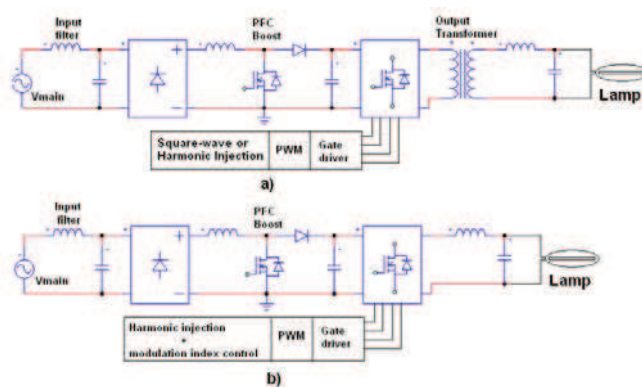 Input
filter
PFC
Boost
Output
Transformer
Vmain
Lamp
Square-wave or
Harmonic Injection
PWM
Gate
driver
a)
Input
filter
PFC
Boost
Vmain
Lamp
Harmonic injection
+
modulation index control
PWM
Gate
driver
b)